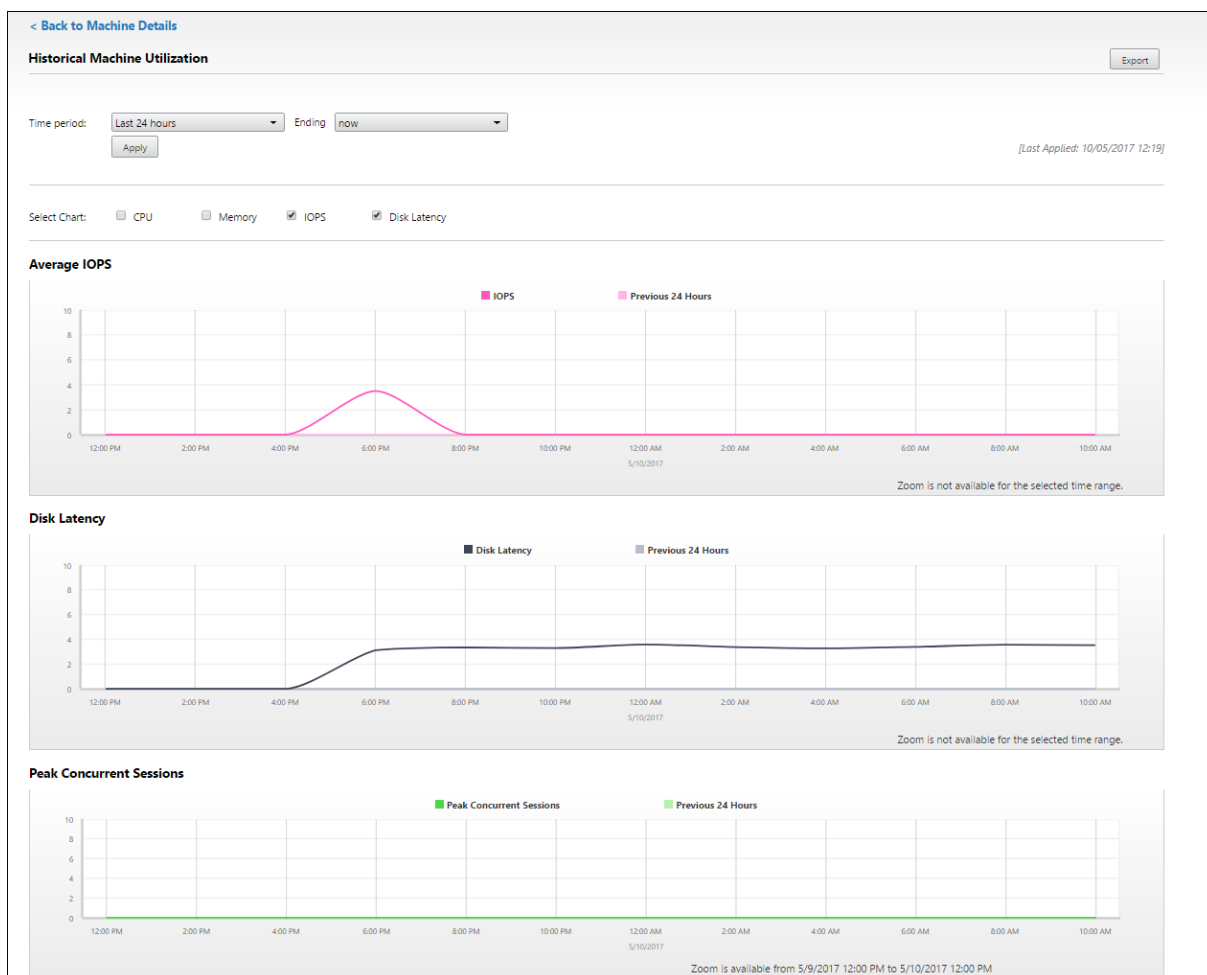 < Back to Machine Details
Historical Machine Utilization
Export
Time period: Last 24 hours Ending now
Apply
[Last Applied: 10/05/2017 12:19]
Select Chart: CPU Memory IOPS Disk Latency
Average IOPS
IOPS Previous 24 Hours
10
8
6
4
2
0
12:00 PM 2:00 PM 4:00 PM 6:00 PM 8:00 PM 10:00 PM 12:00 AM 2:00 AM 4:00 AM 6:00 AM 8:00 AM 10:00 AM
5/10/2017
Zoom is not available for the selected time range.
Disk Latency
Disk Latency Previous 24 Hours
10
8
6
4
2
0
12:00 PM 2:00 PM 4:00 PM 6:00 PM 8:00 PM 10:00 PM 12:00 AM 2:00 AM 4:00 AM 6:00 AM 8:00 AM 10:00 AM
5/10/2017
Zoom is not available for the selected time range.
Peak Concurrent Sessions
Peak Concurrent Sessions Previous 24 Hours
10
8
6
4
2
0
12:00 PM 2:00 PM 4:00 PM 6:00 PM 8:00 PM 10:00 PM 12:00 AM 2:00 AM 4:00 AM 6:00 AM 8:00 AM 10:00 AM
5/10/2017
Zoom is available from 5/9/2017 12:00 PM to 5/10/2017 12:00 PM